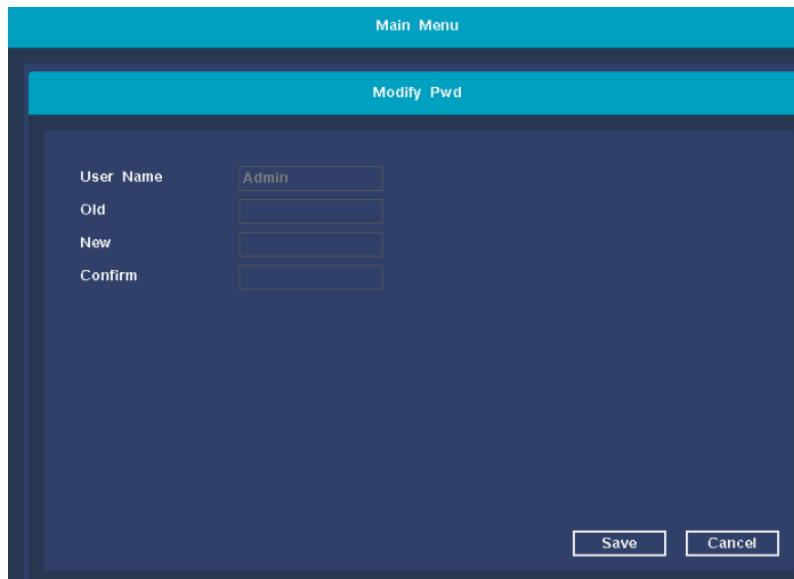 Main Menu
Modify Pwd
User Name Admin
Old
New
Confirm
Save Cancel